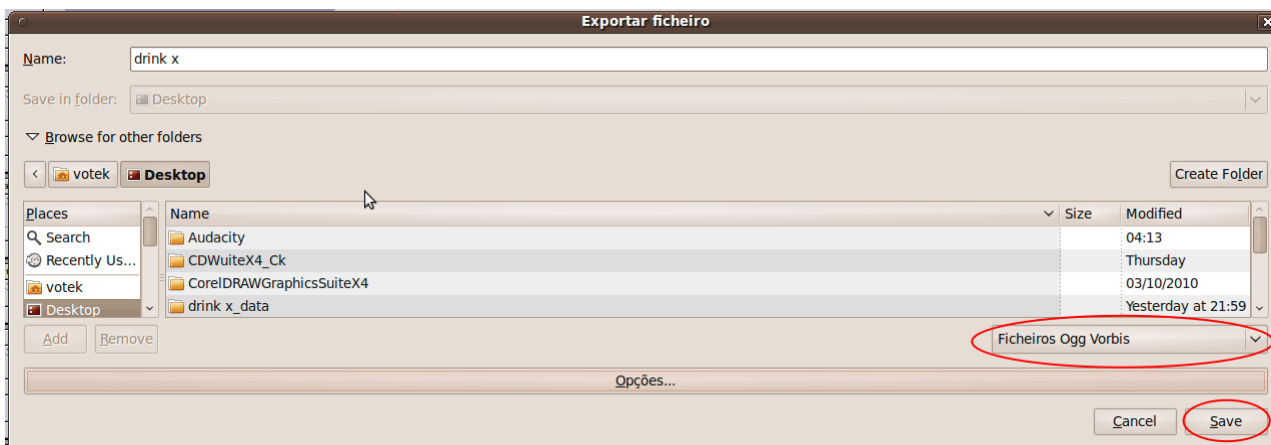 Exportar ficheiro
Name: drink x
Save in folder: Desktop
Browse for other folders
votek Desktop Create Folder
Places Name Size Modified
Search Audacity 04:13
Recently Us... CDWuiteX4_Ck Thursday
votek CorelDRAWGraphicsSuiteX4 03/10/2010
Desktop drink x_data Yesterday at 21:59
Add Remove Ficheiros Ogg Vorbis
Opções...
Cancel Save